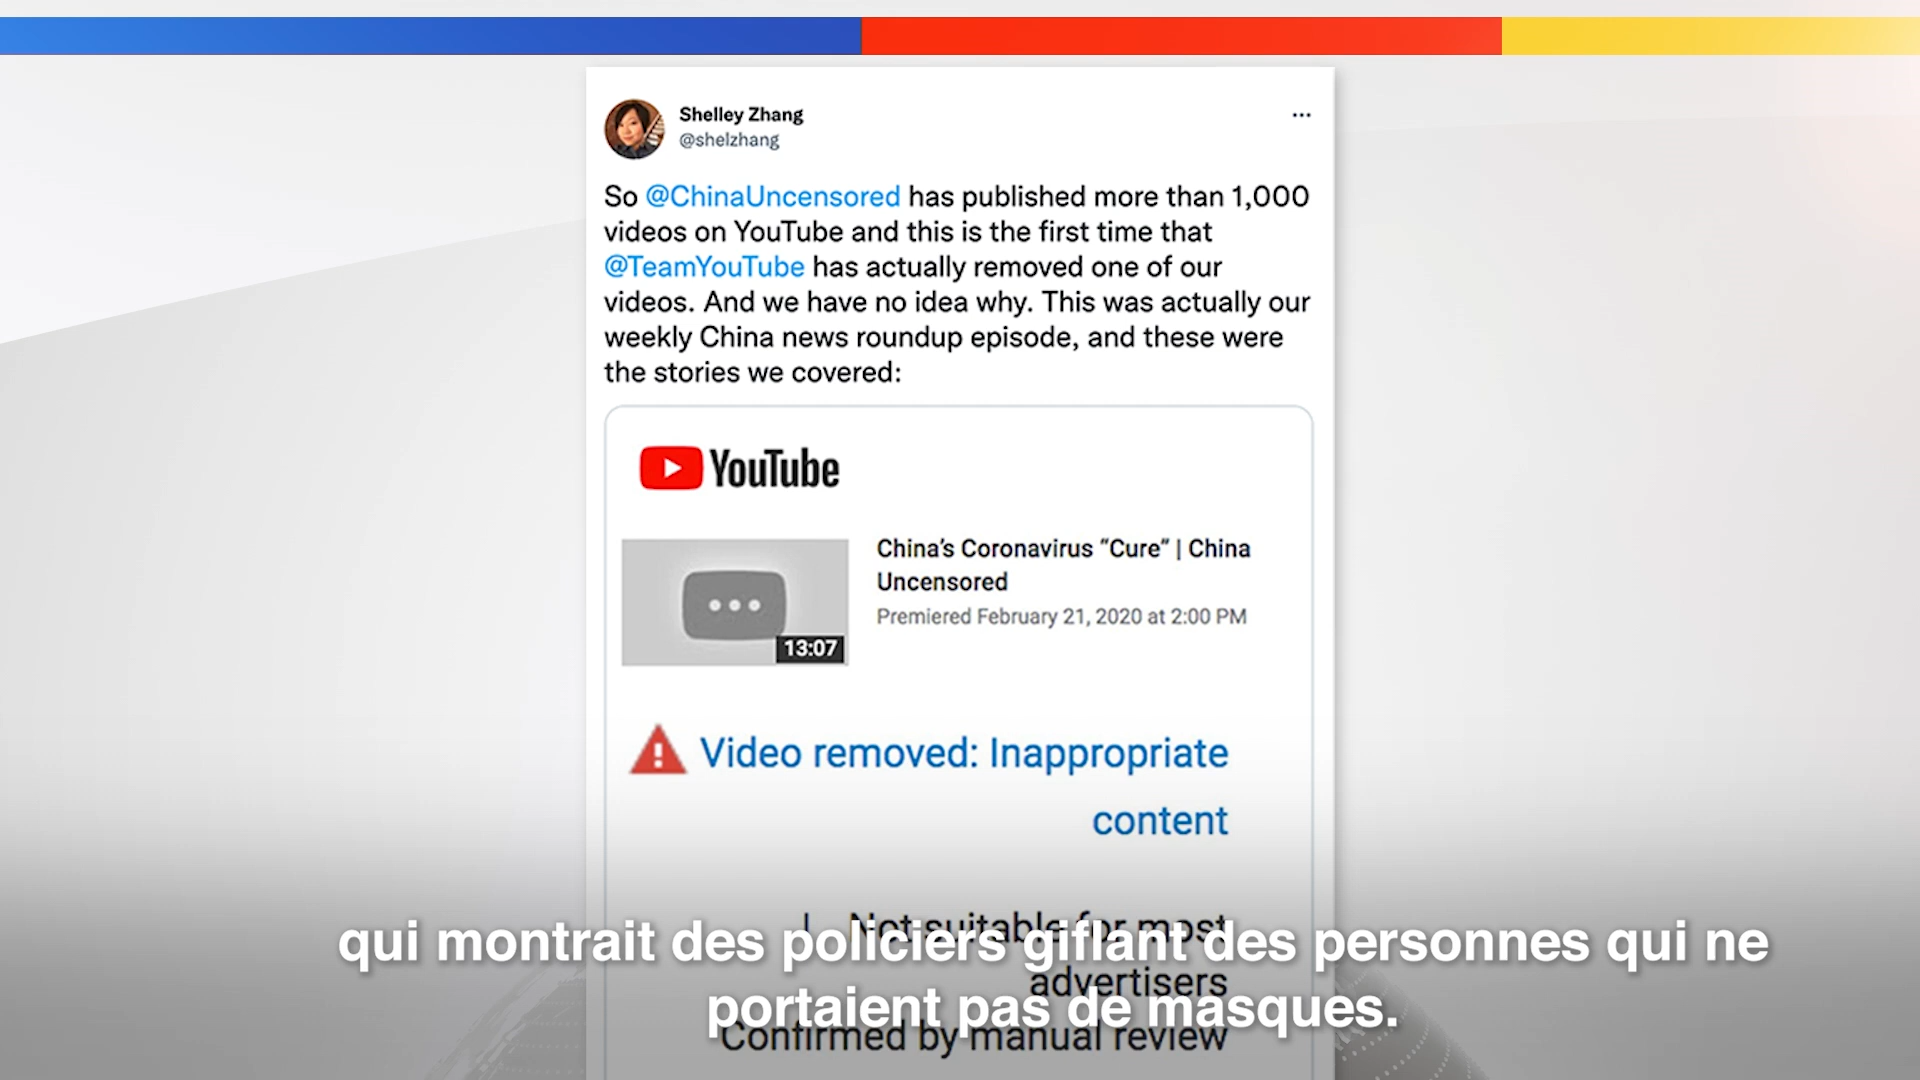 Shelley Zhang
@shelzhang
So @ChinaUncensored has published more than 1,000
videos on YouTube and this is the first time that
@TeamYouTube has actually removed one of our
videos. And we have no idea why. This was actually our
weekly China news roundup episode, and these were
the stories we covered:
YouTube
China's Coronavirus “Cure” | China
Uncensored
Premiered February 21, 2020 at 2:00 PM
13:07
Video removed: Inappropriate
content
Not suitable for most
advertisers
Confirmed by manual review
qui montrait des policiers giflant des personnes qui ne
portaient pas de masques.